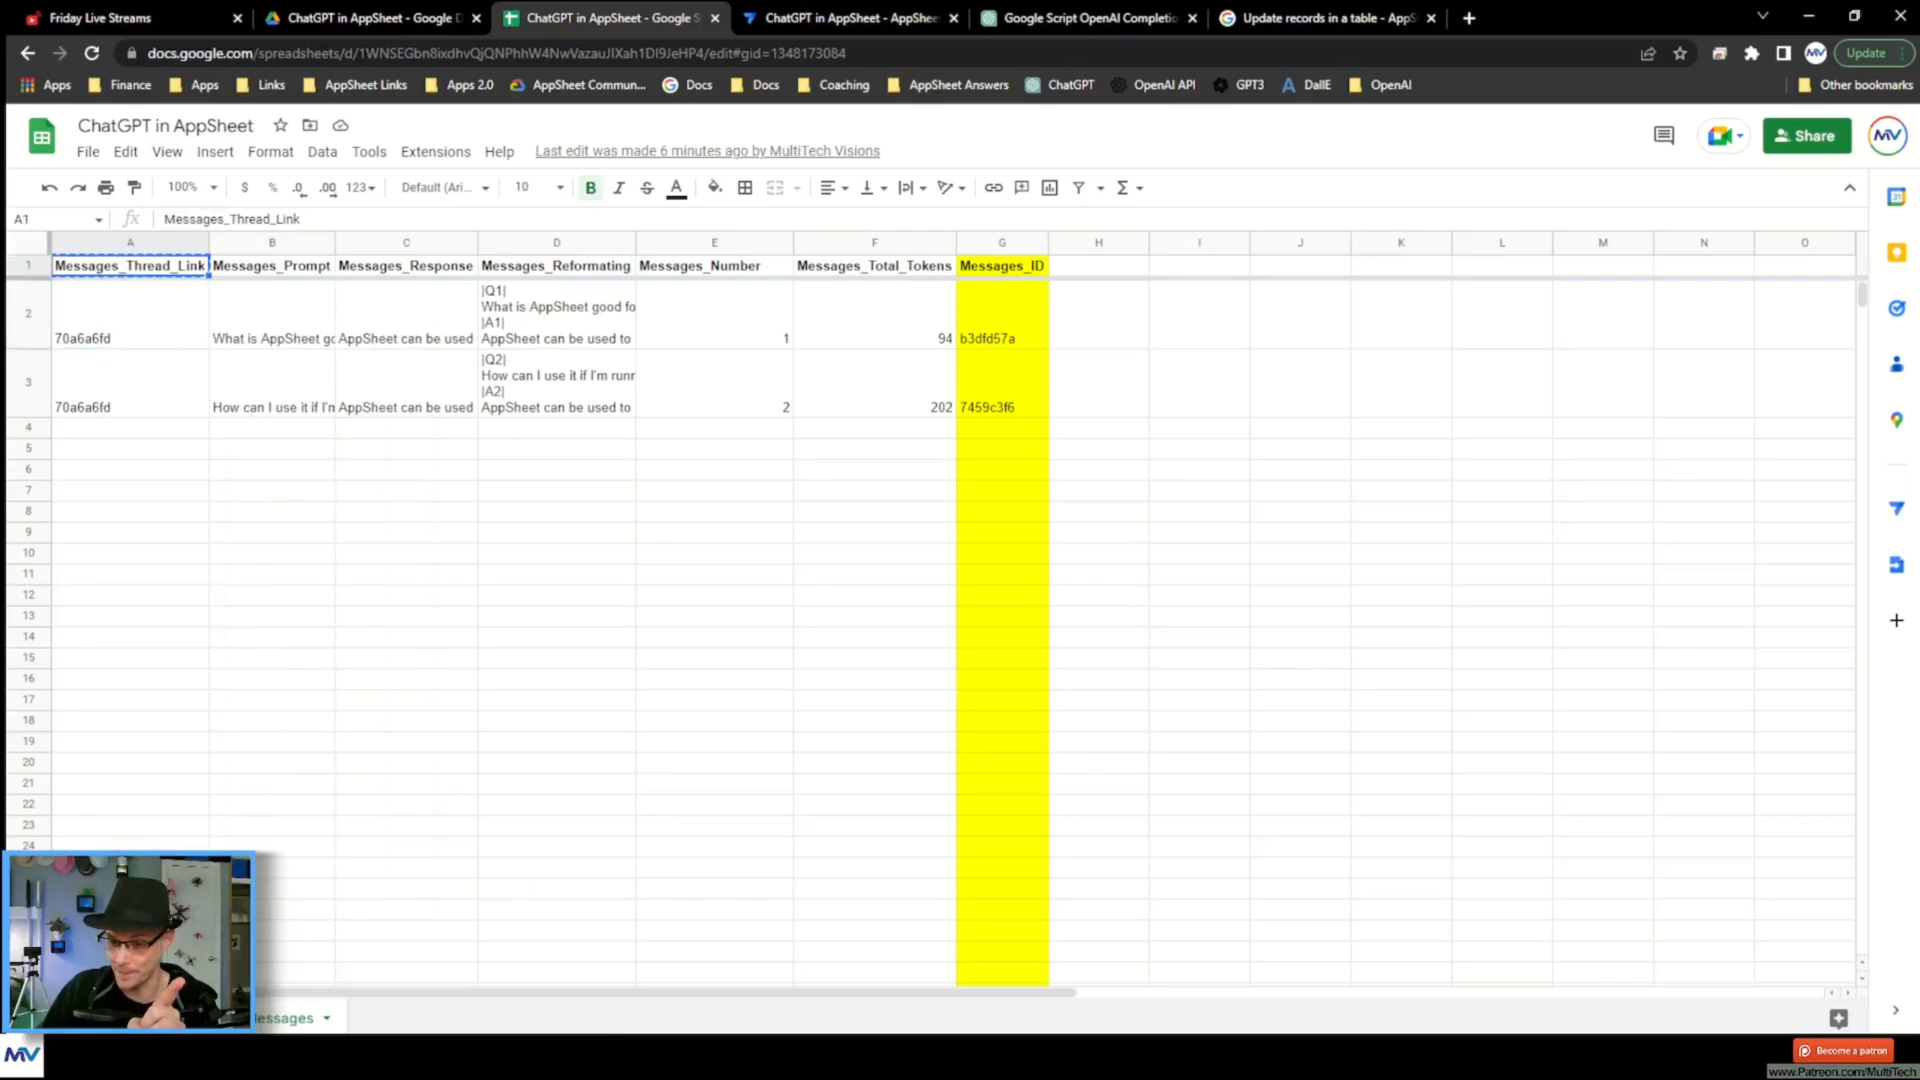 Friday Live Streams
ChatGPT in AppSheet - Google D
ChatGPT in AppSheet - Google S
ChatGPT in AppSheet - AppShee
Google Script OpenAI Completio
Update records in a table - AppS
docs.google.com/spreadsheets/d/1WNSEGbn8ixdhvQjQNPhhW4NwVazauJIXah1DI9JeHP4/edit#gid=1348173084
Update
Apps Finance Apps Links AppSheet Links Apps 2.0 AppSheet Commun... Docs Docs Coaching AppSheet Answers ChatGPT OpenAI API GPT3 DallE OpenAI Other bookmarks
ChatGPT in AppSheet
Share
MV
File Edit View Insert Format Data Tools Extensions Help Last edit was made 6 minutes ago by MultiTech Visions
100% $ % .0 .00 123 Default (Ari... 10 B I S A
A1 fx Messages_Thread_Link
A B C D E F G H I J K L M N O
1 Messages_Thread_Link Messages_Prompt Messages_Response Messages_Reformating Messages_Number Messages_Total_Tokens Messages_ID
|Q1|
What is AppSheet good fo
|A1|
2 70a6a6fd What is AppSheet go AppSheet can be used AppSheet can be used to 1 94 b3dfd57a
|Q2|
How can I use it if I'm runr
|A2|
3 70a6a6fd How can I use it if I'm AppSheet can be used AppSheet can be used to 2 202 7459c3f6
4
5
6
7
8
9
10
11
12
13
14
15
16
17
18
19
20
21
22
23
24
essages
MV
Become a patron
www.Patreon.com/MultiTech